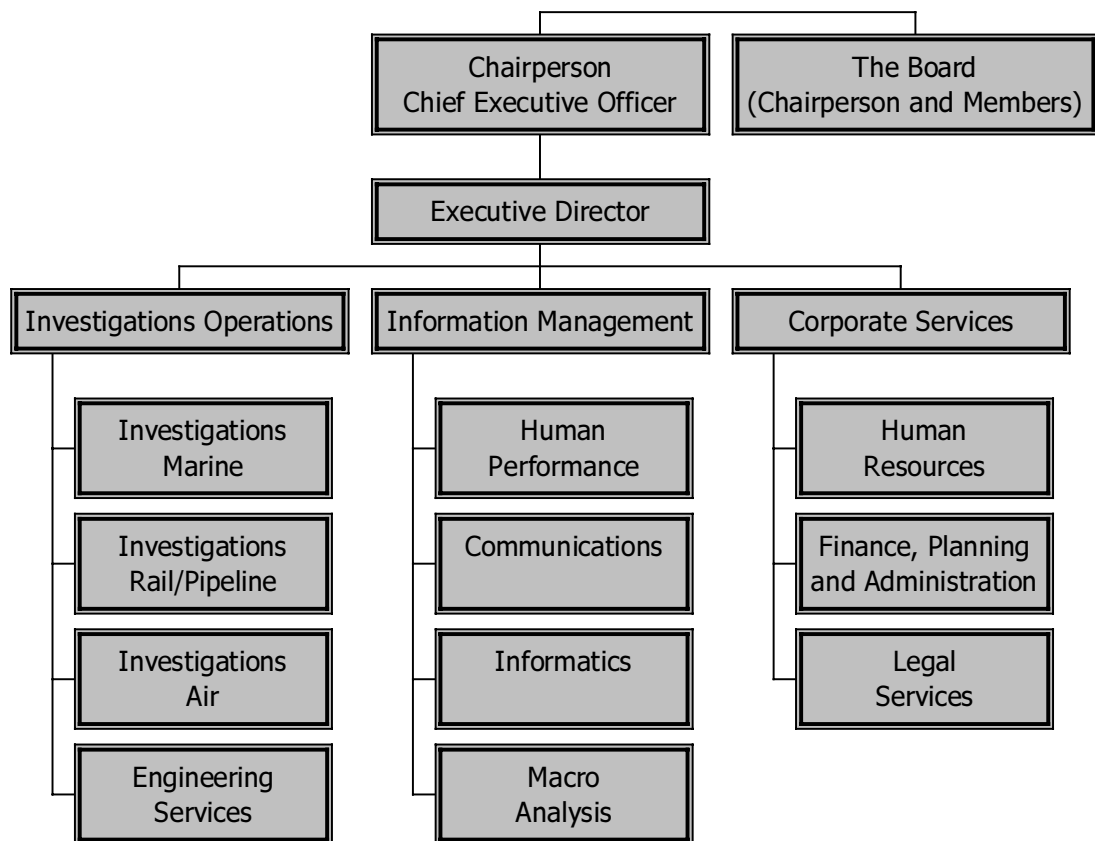 Chairperson
Chief Executive Officer
The Board
(Chairperson and Members)
Executive Director
Investigations Operations
Information Management
Corporate Services
Investigations
Marine
Human
Performance
Human
Resources
Investigations
Rail/Pipeline
Communications
Finance, Planning
and Administration
Investigations
Air
Informatics
Legal
Services
Engineering
Services
Macro
Analysis